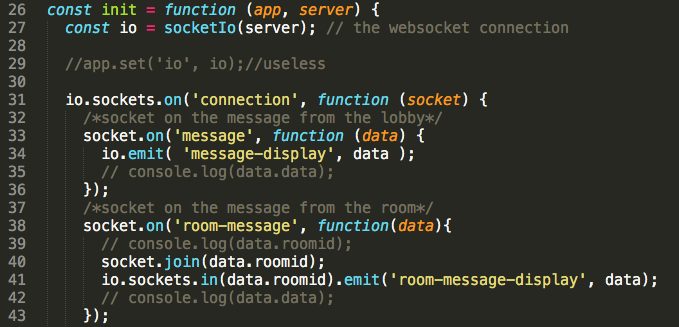 26 const init = function (app, server) {
27   const io = socketIo(server); // the websocket connection
28
29   //app.set('io', io);//useless
30
31   io.sockets.on('connection', function (socket) {
32     /*socket on the message from the lobby*/
33     socket.on('message', function (data) {
34       io.emit( 'message-display', data );
35       // console.log(data.data);
36     });
37     /*socket on the message from the room*/
38     socket.on('room-message', function(data){
39       // console.log(data.roomid);
40       socket.join(data.roomid);
41       io.sockets.in(data.roomid).emit('room-message-display', data);
42       // console.log(data.data);
43     });